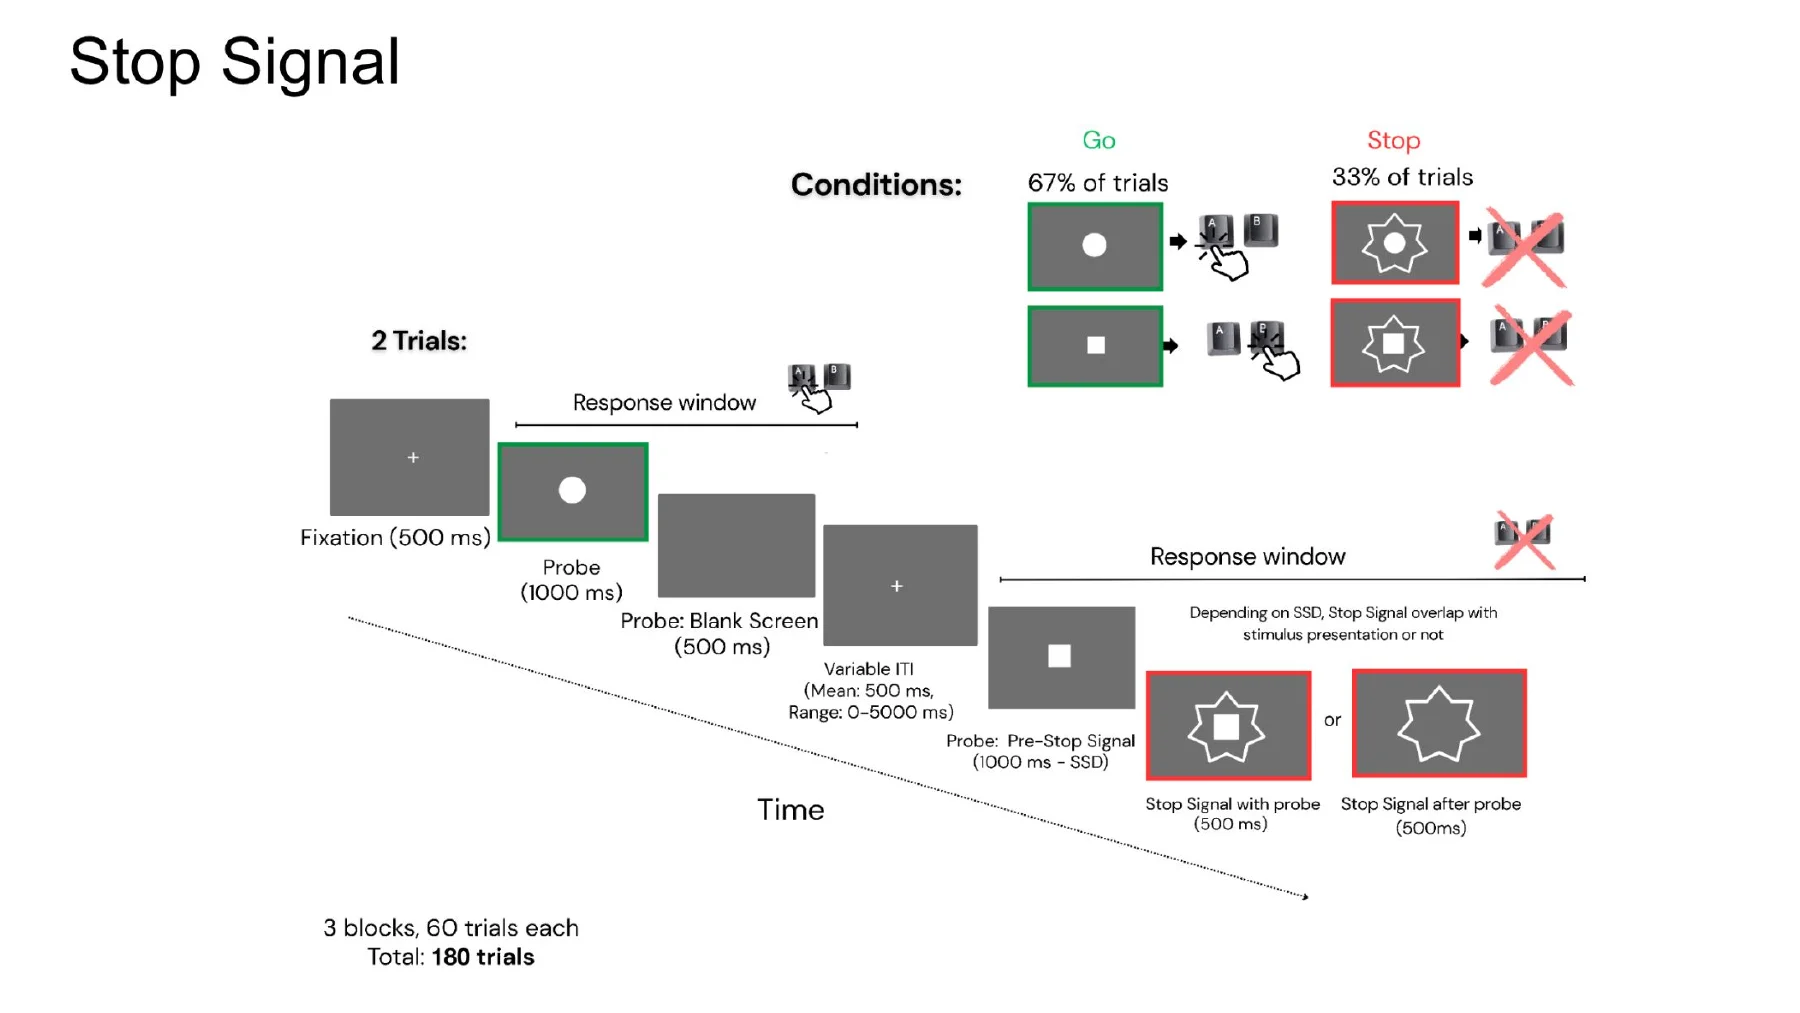 Stop Signal
Go
Stop
Conditions:
67% of trials
33% of trials
A
B
A
A
B
A
2 Trials:
A
B
Response window
Fixation (500 ms)
Probe
(1000 ms)
Probe: Blank Screen
(500 ms)
Variable ITI
(Mean: 500 ms,
Range: 0-5000 ms)
Response window
Depending on SSD, Stop Signal overlap with
stimulus presentation or not
Probe: Pre-Stop Signal
(1000 ms - SSD)
or
Stop Signal with probe
(500 ms)
Stop Signal after probe
(500ms)
Time
3 blocks, 60 trials each
Total: 180 trials